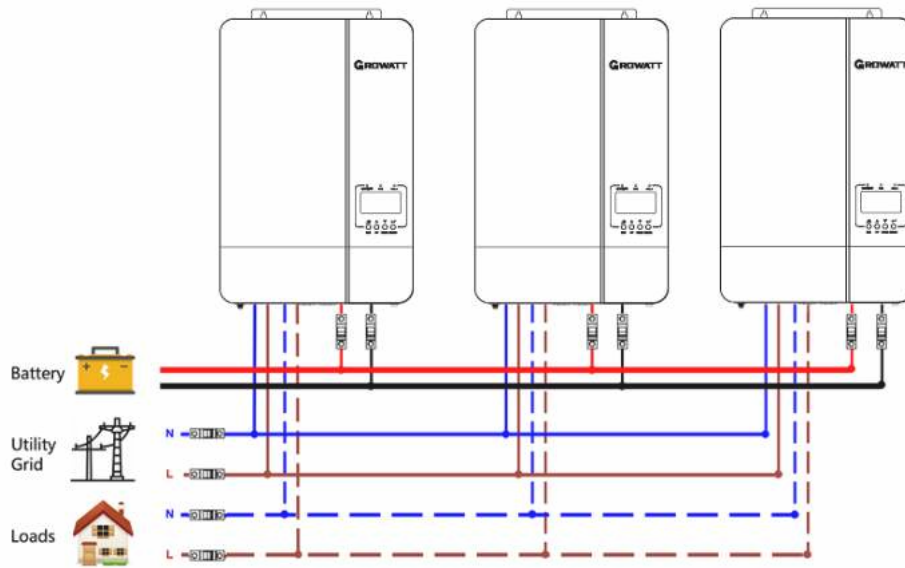 GROWATT
GROWATT
GROWATT
Battery
+ −
Utility
Grid
N
L
Loads
N
L